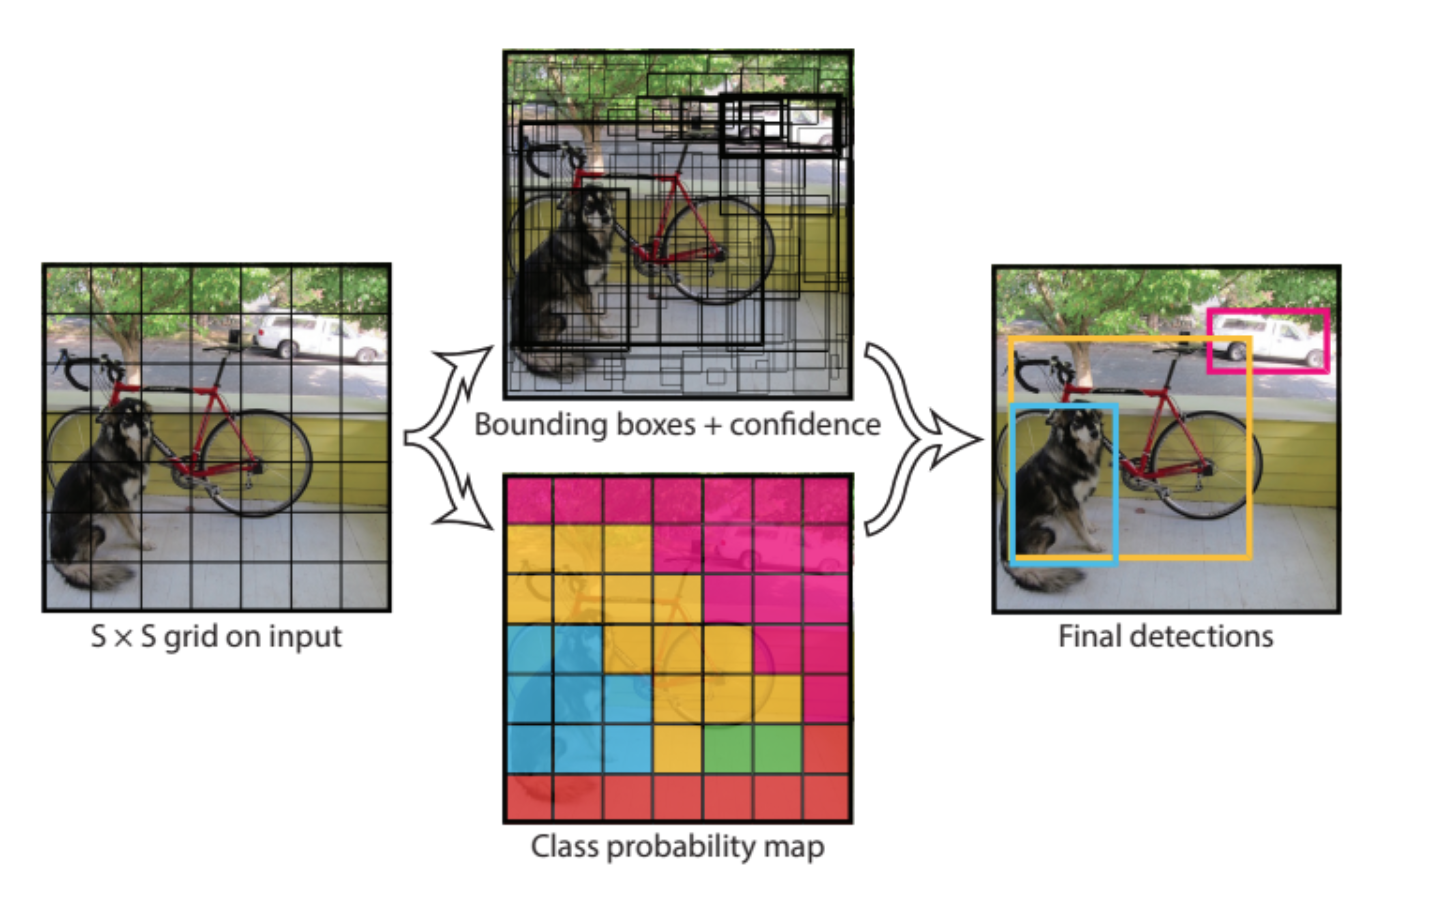 Bounding boxes + confidence
S × S grid on input
Final detections
Class probability map